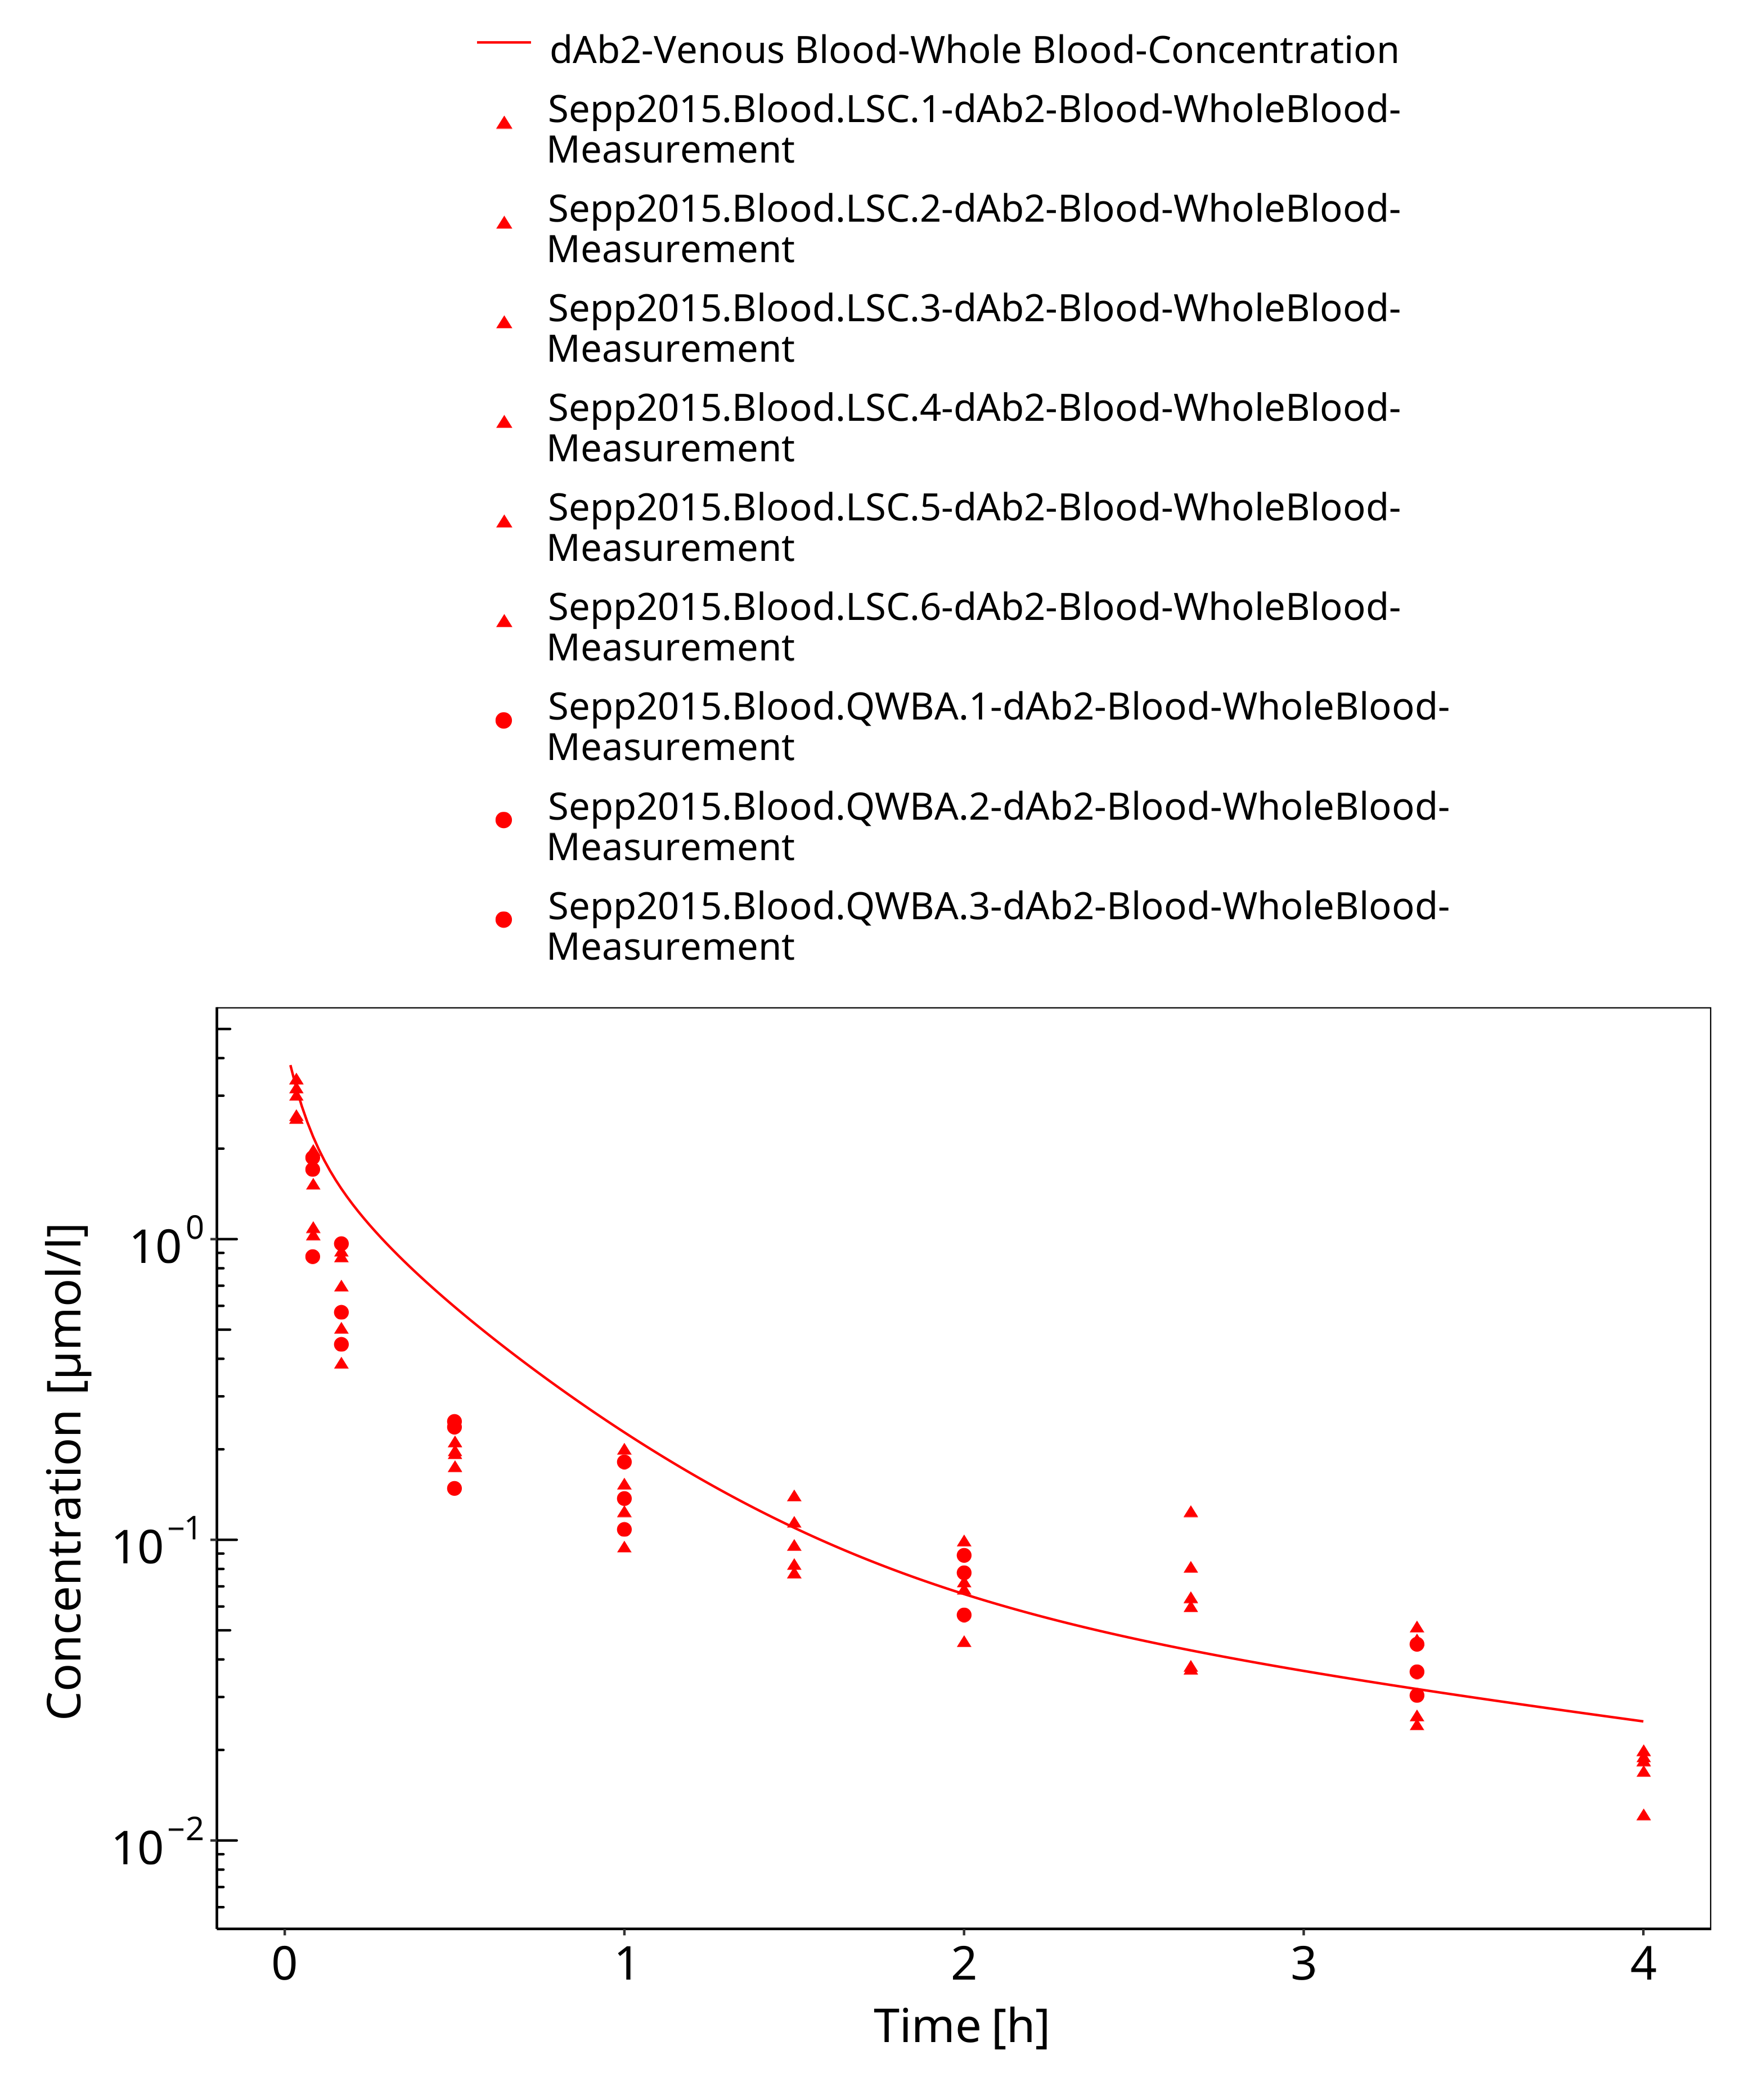 dAb2-Venous Blood-Whole Blood-Concentration
Sepp2015.Blood.LSC.1-dAb2-Blood-WholeBlood-
Measurement
Sepp2015.Blood.LSC.2-dAb2-Blood-WholeBlood-
Measurement
Sepp2015.Blood.LSC.3-dAb2-Blood-WholeBlood-
Measurement
Sepp2015.Blood.LSC.4-dAb2-Blood-WholeBlood-
Measurement
Sepp2015.Blood.LSC.5-dAb2-Blood-WholeBlood-
Measurement
Sepp2015.Blood.LSC.6-dAb2-Blood-WholeBlood-
Measurement
Sepp2015.Blood.QWBA.1-dAb2-Blood-WholeBlood-
Measurement
Sepp2015.Blood.QWBA.2-dAb2-Blood-WholeBlood-
Measurement
Sepp2015.Blood.QWBA.3-dAb2-Blood-WholeBlood-
Measurement
Concentration [µmol/l]
10⁰
10⁻¹
10⁻²
0 1 2 3 4
Time [h]